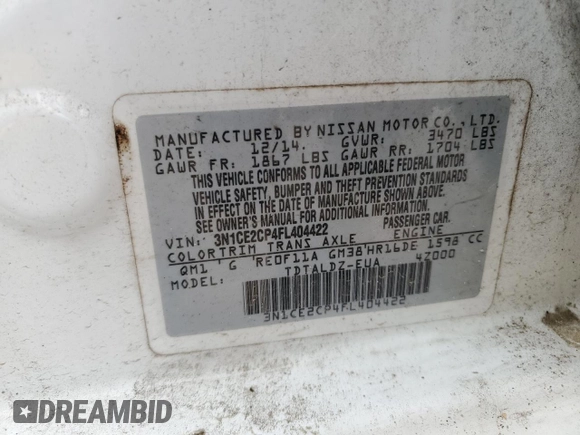 MANUFACTURED BY NISSAN MOTOR CO., LTD.
DATE: 12/14. GVWR: 3470 LBS
GAWR FR: 1867 LBS GAWR RR: 1704 LBS
THIS VEHICLE CONFORMS TO ALL APPLICABLE FEDERAL MOTOR
VEHICLE SAFETY, BUMPER AND THEFT PREVENTION STANDARDS
IN EFFECT ON THE DATE OF MANUFACTURE SHOWN ABOVE.
SEE OWNER'S MANUAL FOR ADDITIONAL INFORMATION.
VIN: 3N1CE2CP4FL404422 PASSENGER CAR.
COLOR TRIM TRANS AXLE ENGINE
QM1 G RE0F11A GM38 HR16DE 1598 CC
TDTALDZ-EUA 4Z000
3N1CE2CP4FL404422
DREAMBID